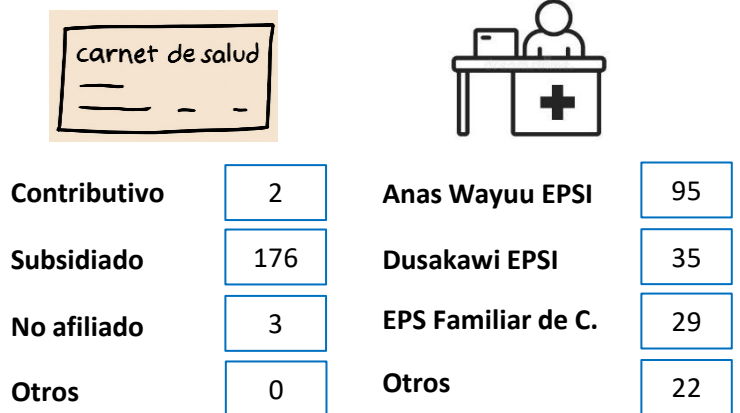 carnet de salud
Contributivo 2
Subsidiado 176
No afiliado 3
Otros 0
Anas Wayuu EPSI 95
Dusakawi EPSI 35
EPS Familiar de C. 29
Otros 22